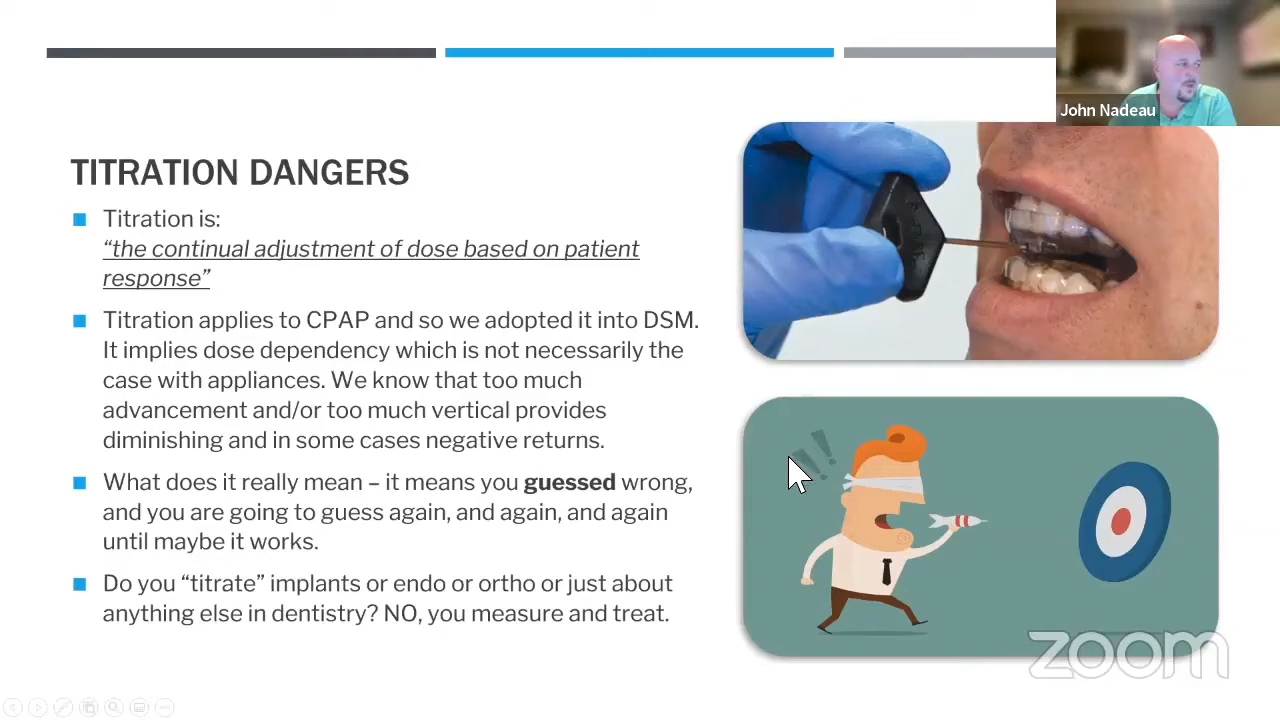 John Nadeau
TITRATION DANGERS
Titration is:
“the continual adjustment of dose based on patient
response”
Titration applies to CPAP and so we adopted it into DSM.
It implies dose dependency which is not necessarily the
case with appliances. We know that too much
advancement and/or too much vertical provides
diminishing and in some cases negative returns.
What does it really mean – it means you guessed wrong,
and you are going to guess again, and again, and again
until maybe it works.
Do you “titrate” implants or endo or ortho or just about
anything else in dentistry? NO, you measure and treat.
!!
zoom